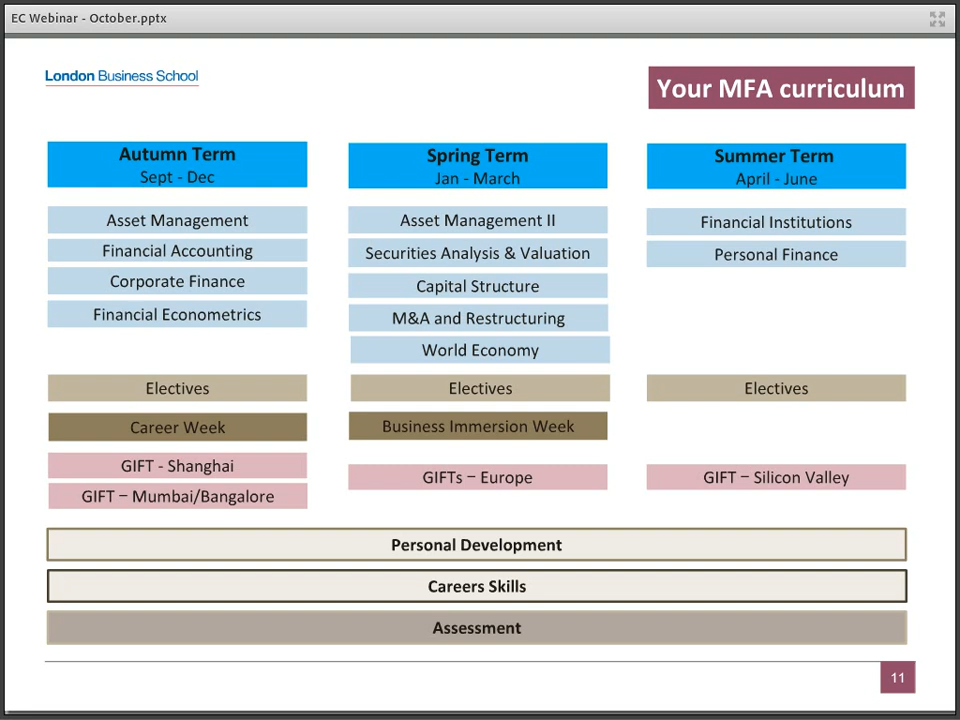 EC Webinar - October.pptx
London Business School
Your MFA curriculum
Autumn Term
Sept - Dec
Asset Management
Financial Accounting
Corporate Finance
Financial Econometrics
Electives
Career Week
GIFT - Shanghai
GIFT – Mumbai/Bangalore
Spring Term
Jan - March
Asset Management II
Securities Analysis & Valuation
Capital Structure
M&A and Restructuring
World Economy
Electives
Business Immersion Week
GIFTs – Europe
Summer Term
April - June
Financial Institutions
Personal Finance
Electives
GIFT – Silicon Valley
Personal Development
Careers Skills
Assessment
11